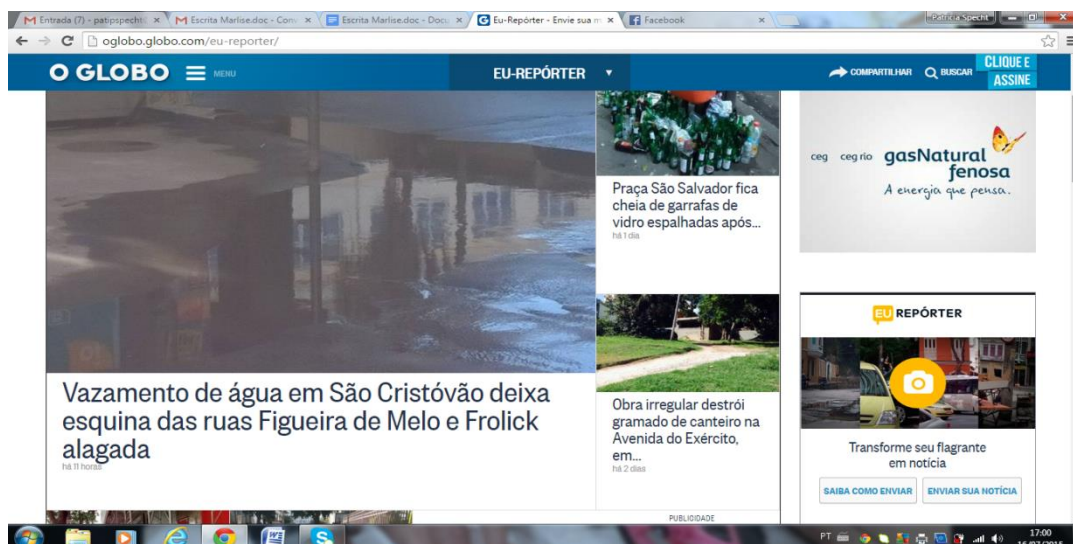 Entrada (7) - patipspecht
Escrita Marlise.doc - Con
Escrita Marlise.doc - Docu
Eu-Repórter - Envie sua m
Facebook
Patricia Specht
oglobo.globo.com/eu-reporter/
O GLOBO
MENU
EU-REPÓRTER
COMPARTILHAR
BUSCAR
CLIQUE E
ASSINE
Vazamento de água em São Cristóvão deixa
esquina das ruas Figueira de Melo e Frolick
alagada
há 11 horas
Praça São Salvador fica
cheia de garrafas de
vidro espalhadas após...
há 1 dia
Obra irregular destrói
gramado de canteiro na
Avenida do Exército,
em...
há 2 dias
PUBLICIDADE
ceg ceg rio gasNatural
fenosa
A energia que pensa.
EU REPÓRTER
Transforme seu flagrante
em notícia
SAIBA COMO ENVIAR
ENVIAR SUA NOTÍCIA
PT
17:00
16/07/2015